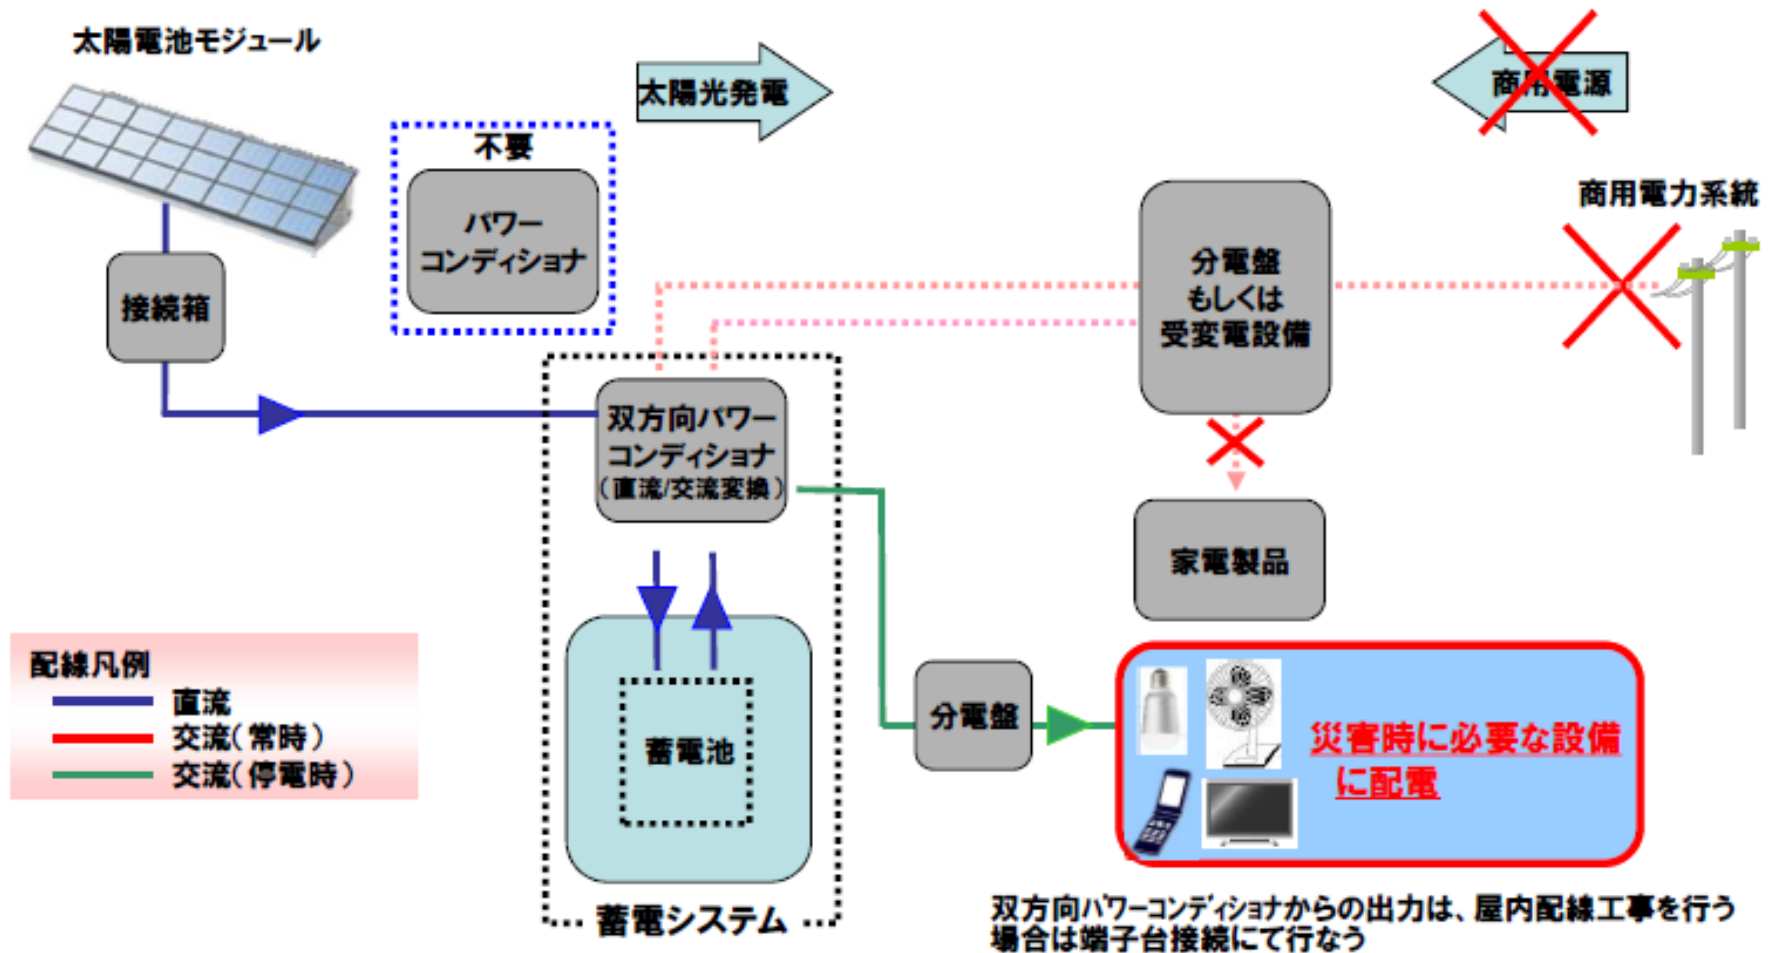 太陽電池モジュール
太陽光発電
商用電源
不要
パワー
コンディショナ
商用電力系統
接続箱
分電盤
もしくは
受変電設備
双方向パワー
コンディショナ
(直流/交流変換)
家電製品
配線凡例
直流
交流(常時)
交流(停電時)
蓄電池
分電盤
災害時に必要な設備
に配電
蓄電システム
双方向パワーコンディショナからの出力は、屋内配線工事を行う
場合は端子台接続にて行なう